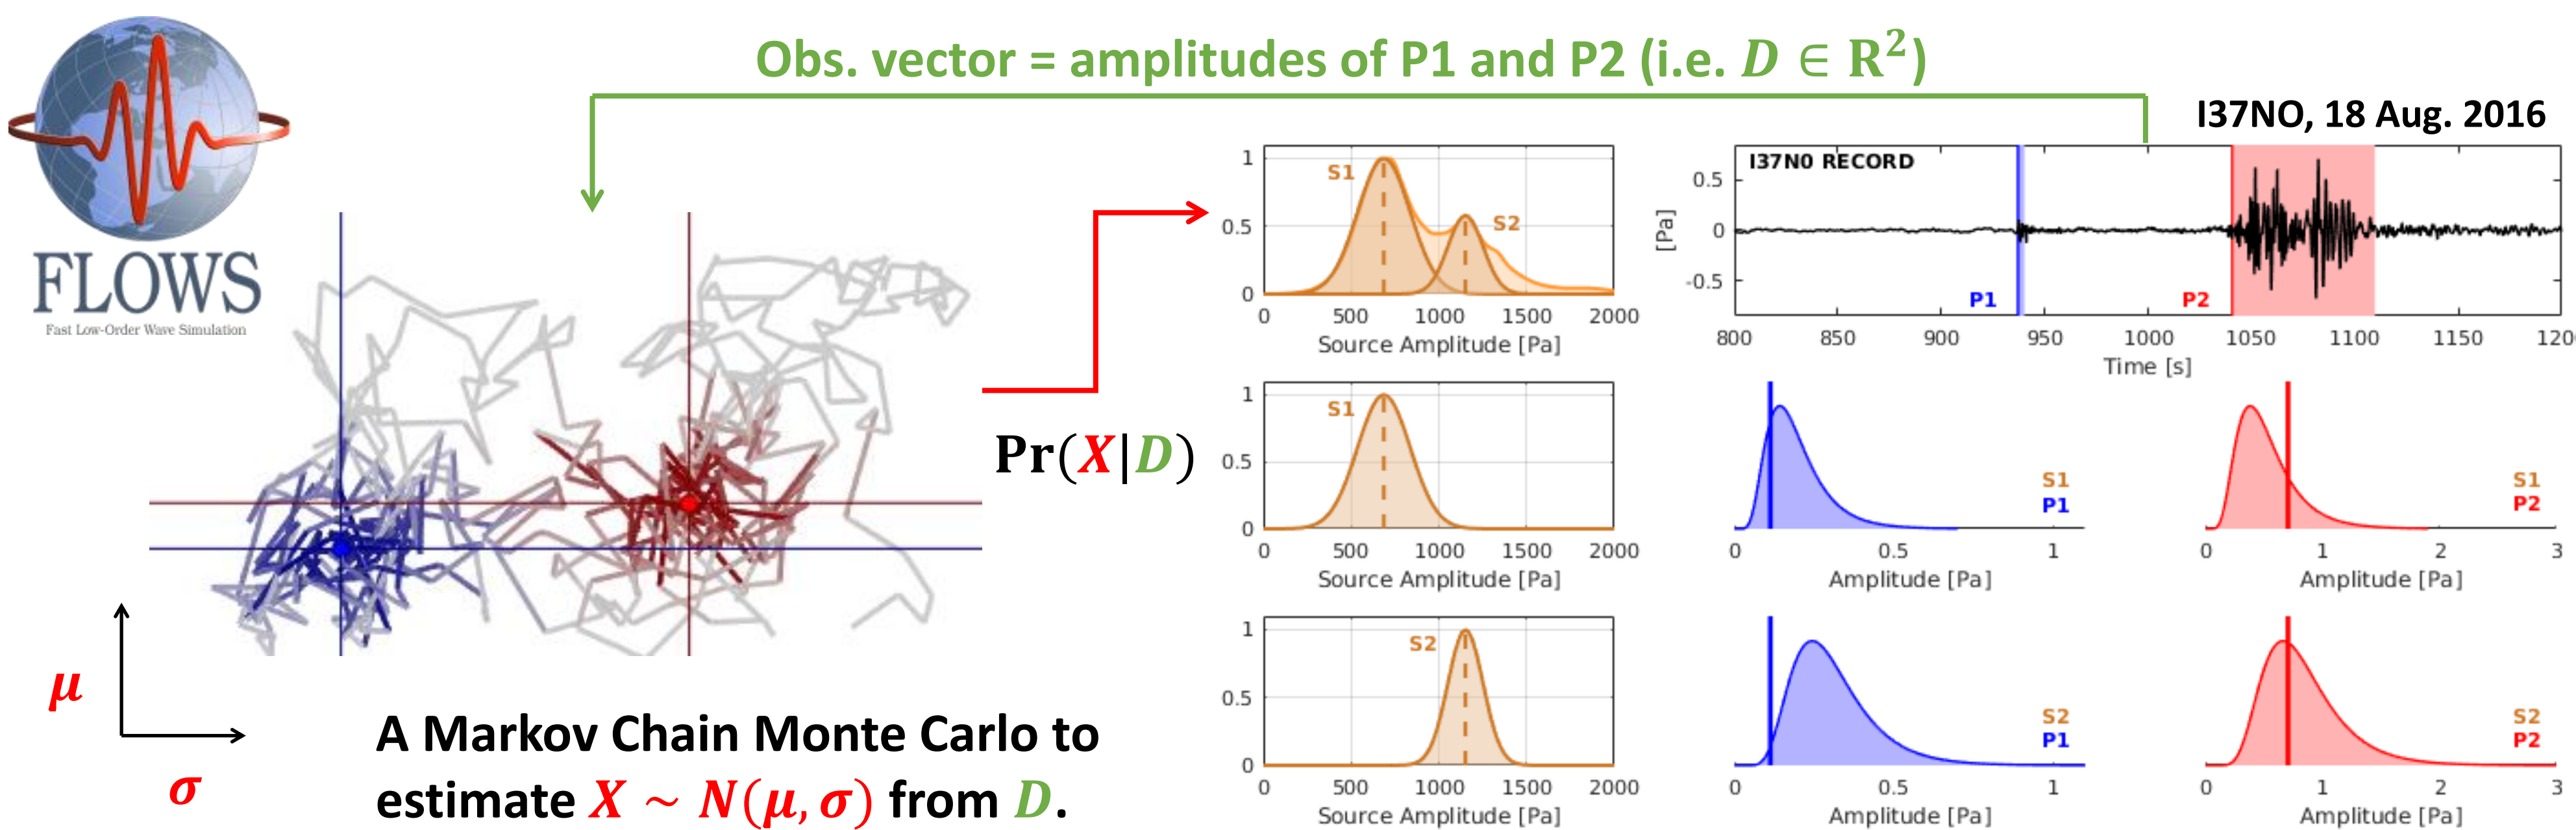 Obs. vector = amplitudes of P1 and P2 (i.e. D ∈ R²)
I37NO, 18 Aug. 2016
FLOWS
Fast Low-Order Wave Simulation
μ
σ
A Markov Chain Monte Carlo to
estimate X ~ N(μ, σ) from D.
Pr(X|D)
S1
S2
1
0.5
0
0 500 1000 1500 2000
Source Amplitude [Pa]
I37N0 RECORD
[Pa]
0.5
0
-0.5
P1
P2
800 850 900 950 1000 1050 1100 1150 120
Time [s]
S1
1
0.5
0
0 500 1000 1500 2000
Source Amplitude [Pa]
S1
P1
0 0.5 1
Amplitude [Pa]
S1
P2
0 1 2 3
Amplitude [Pa]
S2
1
0.5
0
0 500 1000 1500 2000
Source Amplitude [Pa]
S2
P1
0 0.5 1
Amplitude [Pa]
S2
P2
0 1 2 3
Amplitude [Pa]